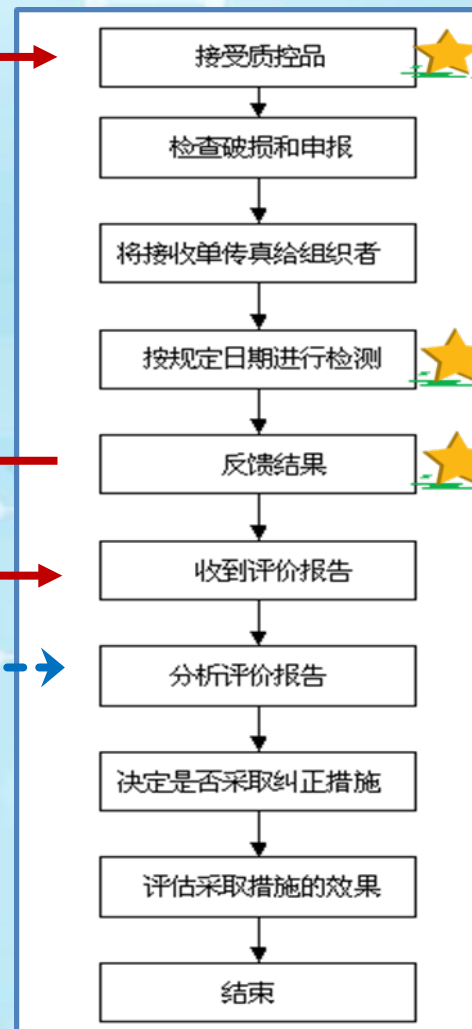 接受质控品
检查破损和申报
将接收单传真给组织者
按规定日期进行检测
反馈结果
收到评价报告
分析评价报告
决定是否采取纠正措施
评估采取措施的效果
结束